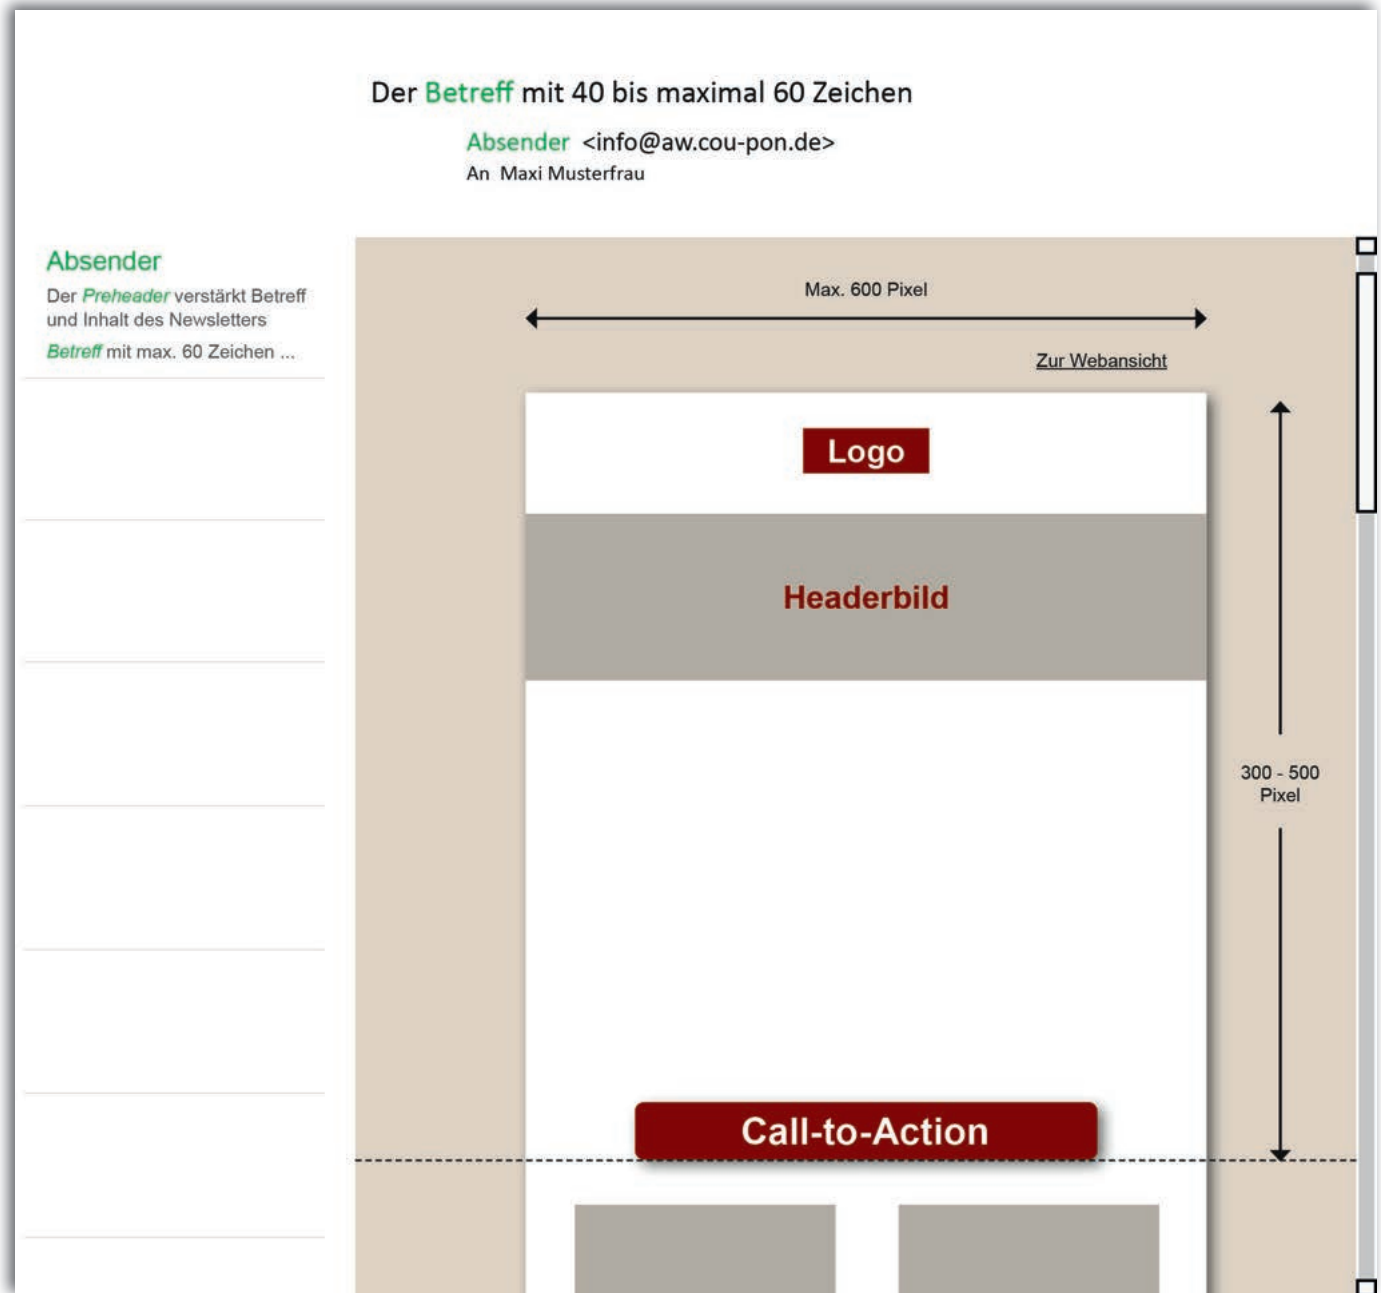 Der Betreff mit 40 bis maximal 60 Zeichen
Absender <info@aw.cou-pon.de>
An Maxi Musterfrau
Absender
Der Preheader verstärkt Betreff
und Inhalt des Newsletters
Betreff mit max. 60 Zeichen ...
Max. 600 Pixel
Zur Webansicht
Logo
Headerbild
300 - 500
Pixel
Call-to-Action